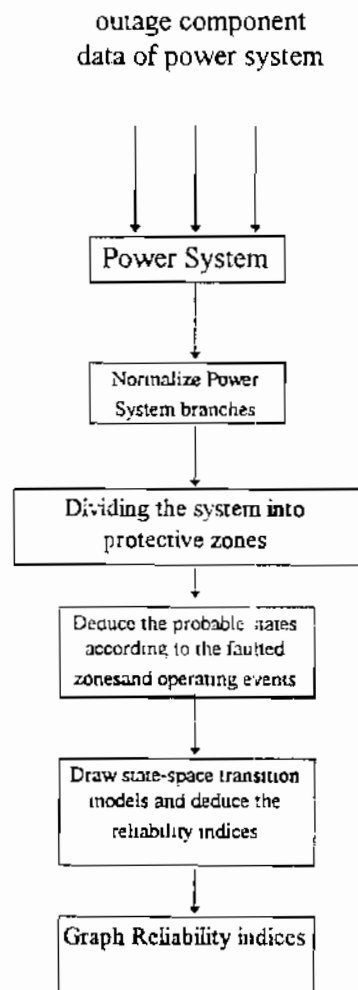 outage component
data of power system
Power System
Normalize Power
System branches
Dividing the system into
protective zones
Deduce the probable states
according to the faulted
zonesand operating events
Draw state-space transition
models and deduce the
reliability indices
Graph Reliability indices